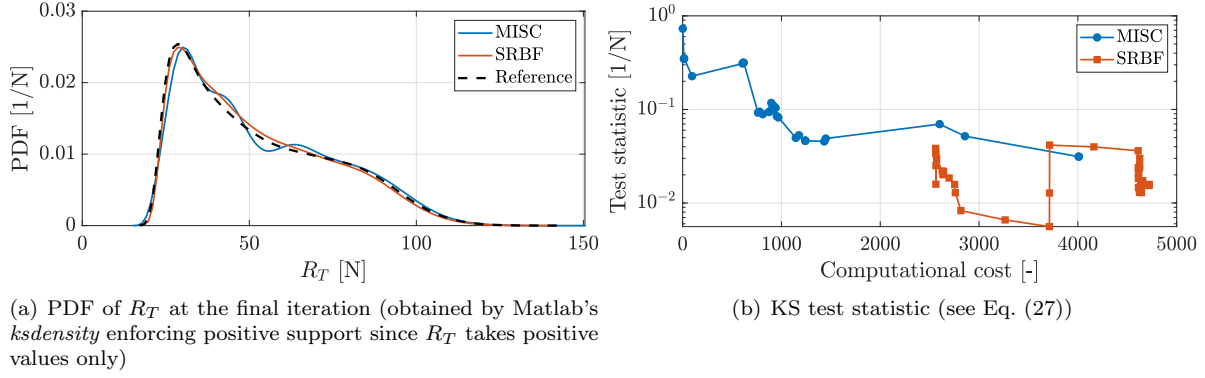 0.03
0.02
0.01
0
PDF [1/N]
MISC
SRBF
Reference
0
50
100
150
R_T [N]
(a) PDF of R_T at the final iteration (obtained by Matlab's
ksdensity enforcing positive support since R_T takes positive
values only)
10^0
10^{-1}
10^{-2}
Test statistic [1/N]
MISC
SRBF
0
1000
2000
3000
4000
5000
Computational cost [-]
(b) KS test statistic (see Eq. (27))